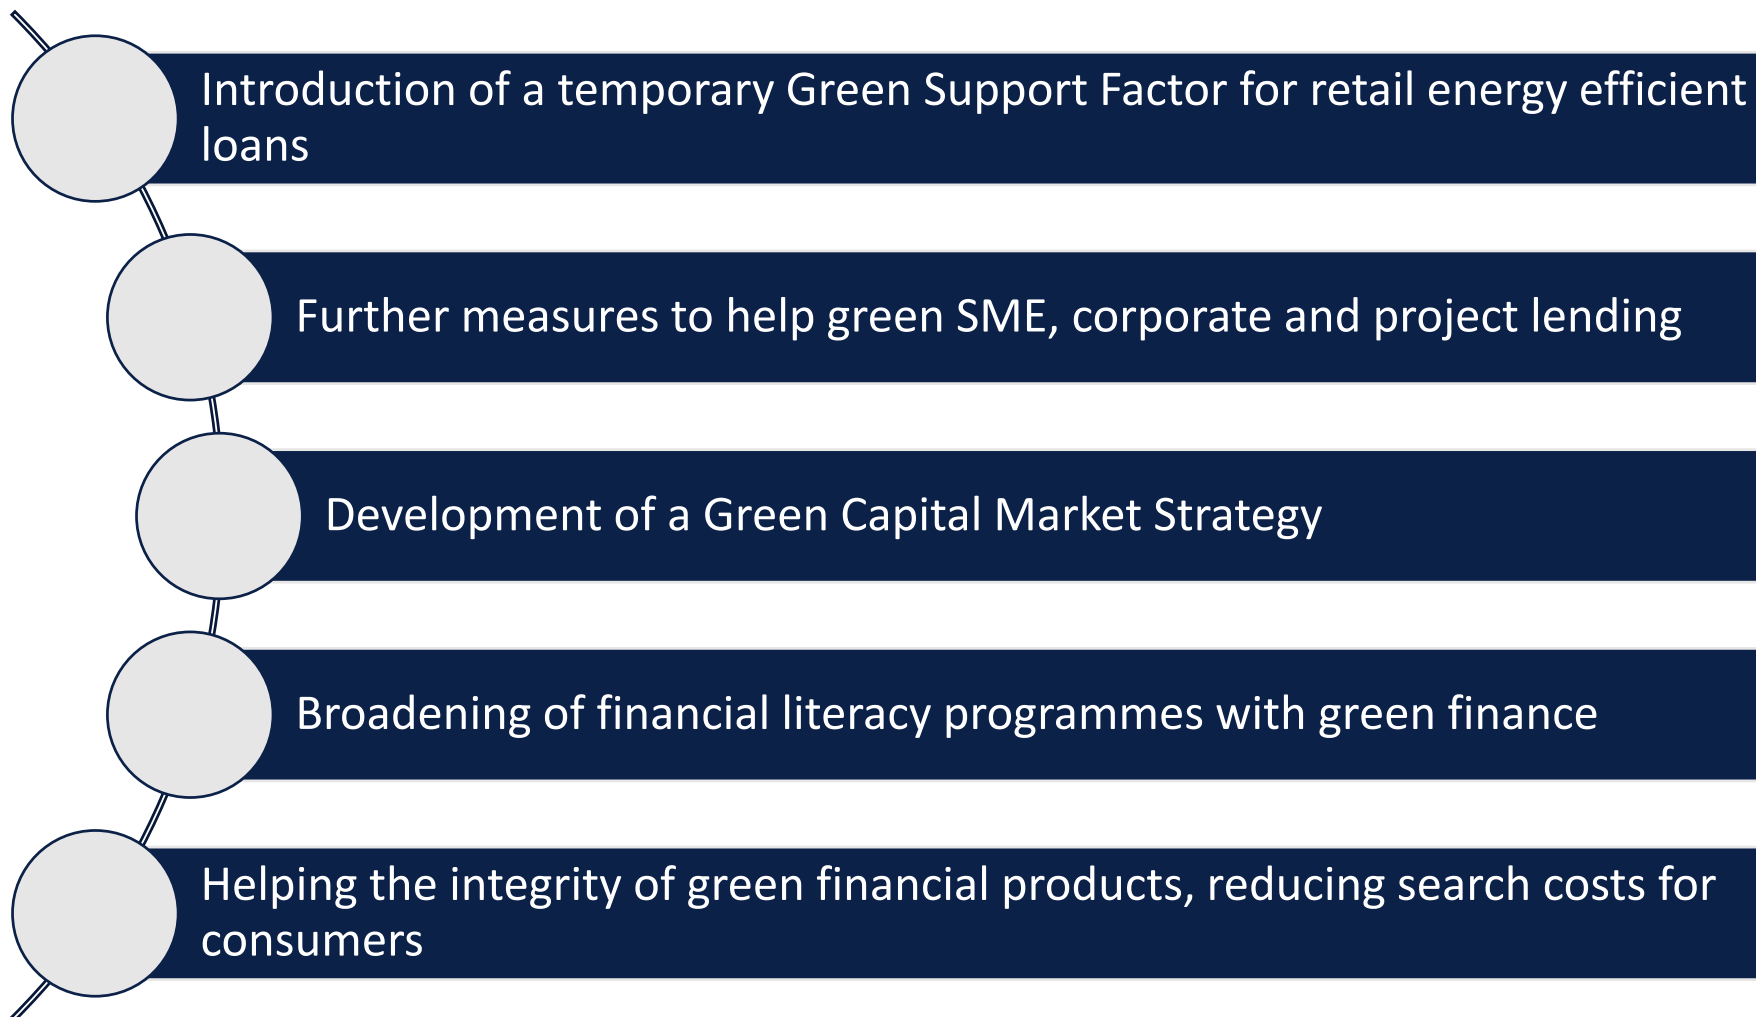 Introduction of a temporary Green Support Factor for retail energy efficient
loans
Further measures to help green SME, corporate and project lending
Development of a Green Capital Market Strategy
Broadening of financial literacy programmes with green finance
Helping the integrity of green financial products, reducing search costs for
consumers